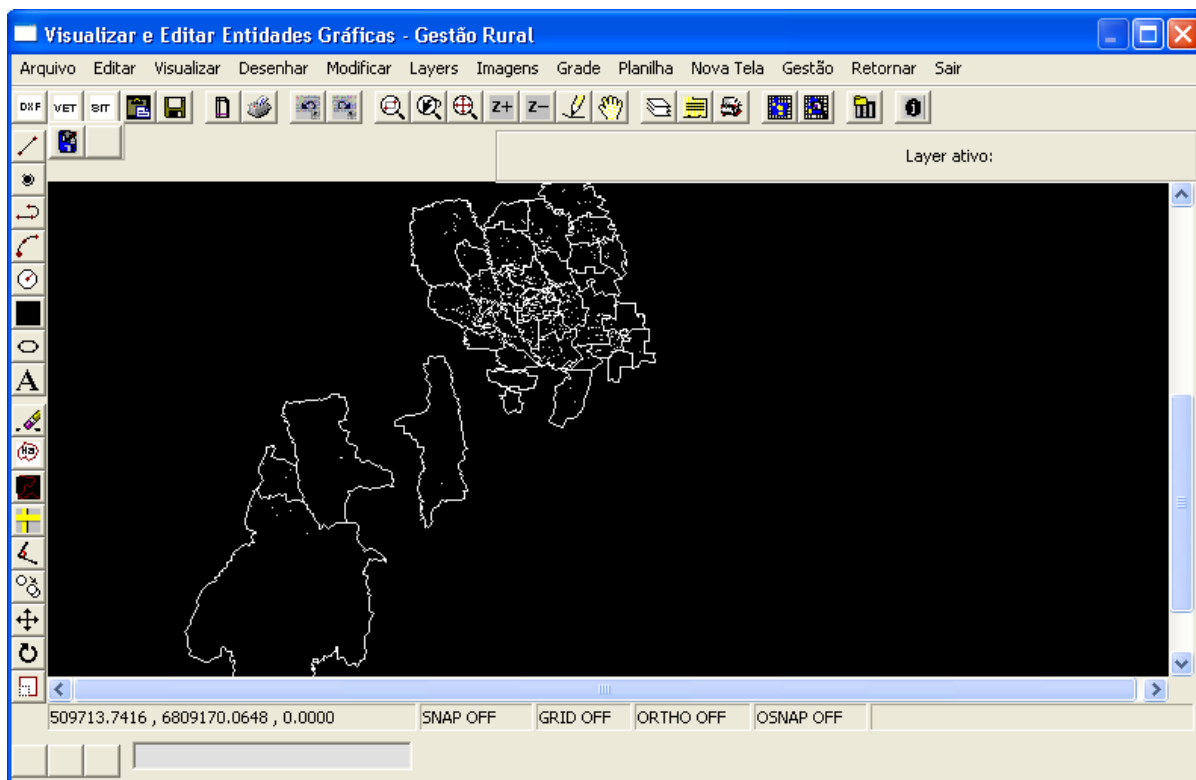 Visualizar e Editar Entidades Gráficas - Gestão Rural
Arquivo Editar Visualizar Desenhar Modificar Layers Imagens Grade Planilha Nova Tela Gestão Retornar Sair
DXF VET SIT Z+ Z−
Layer ativo:
A
Ha
509713.7416 , 6809170.0648 , 0.0000 SNAP OFF GRID OFF ORTHO OFF OSNAP OFF